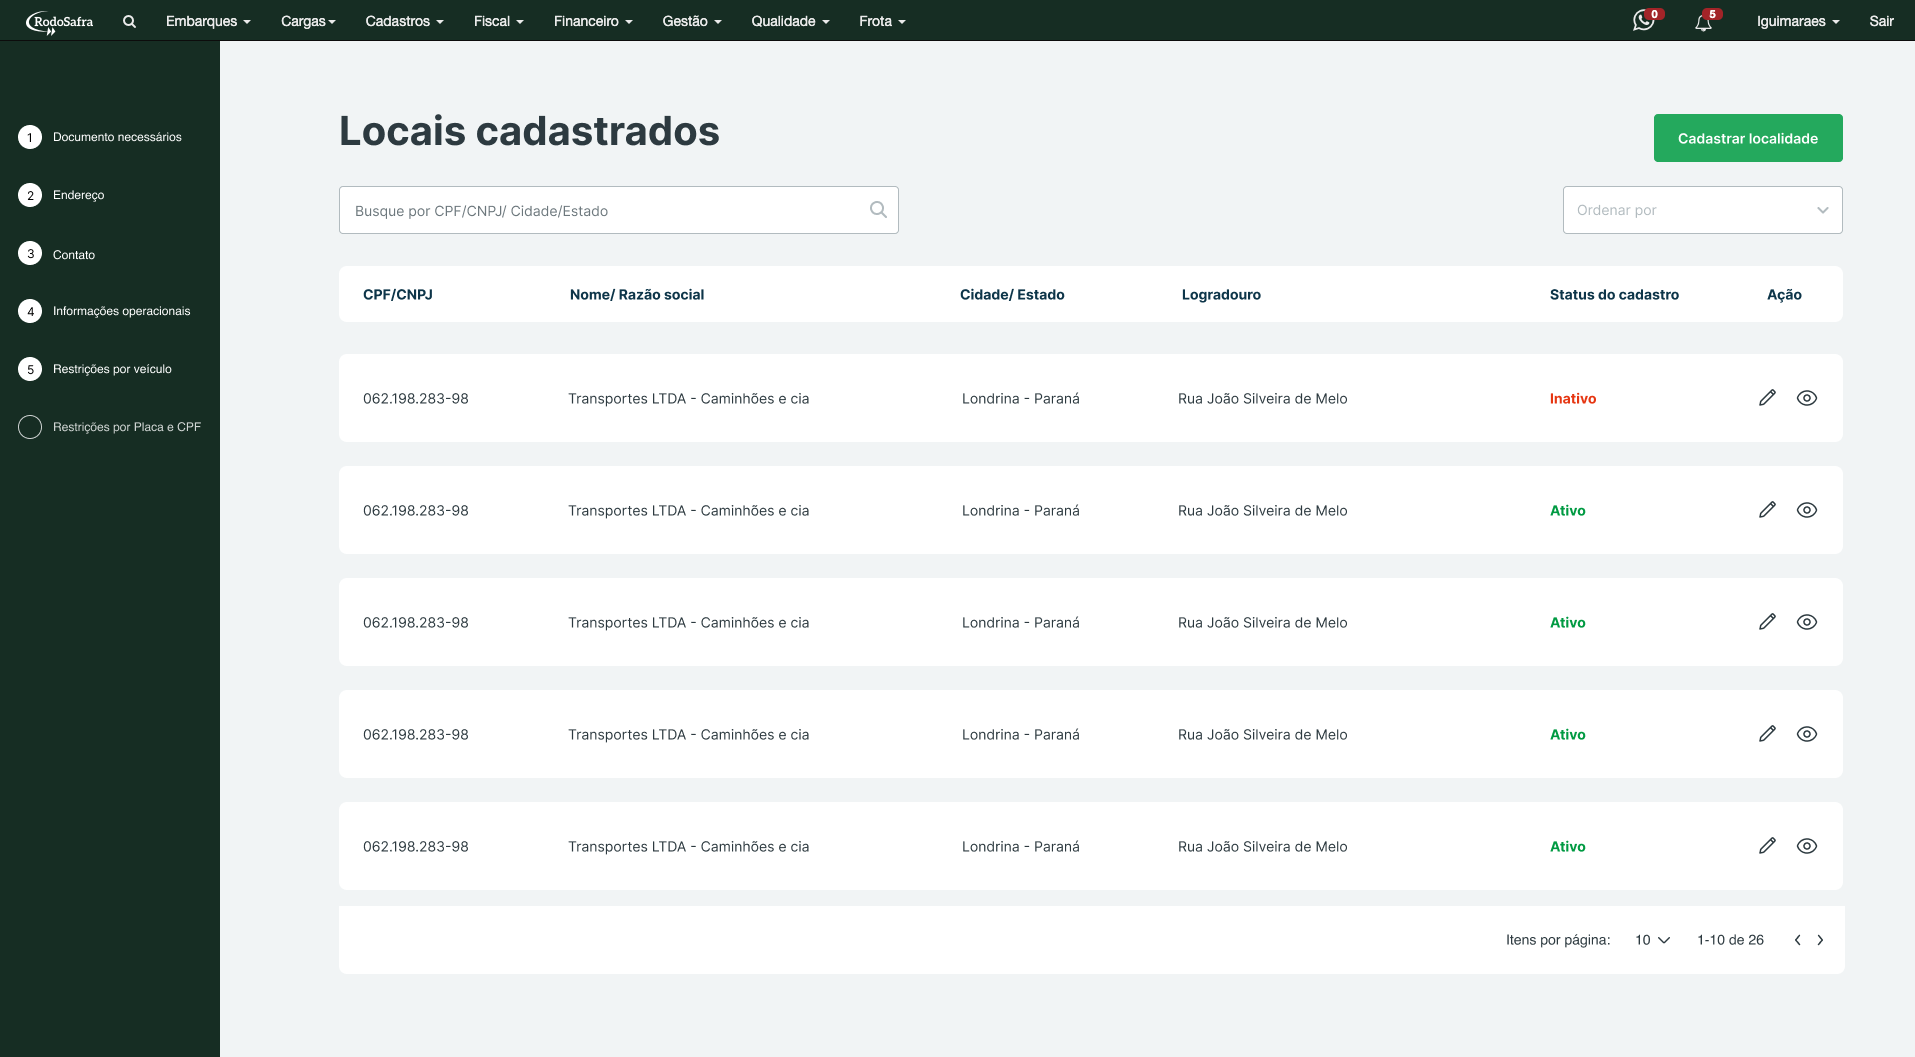 RodoSafra Embarques Cargas Cadastros Fiscal Financeiro Gestão Qualidade Frota 0 5 Iguimaraes Sair
1 Documento necessários
2 Endereço
3 Contato
4 Informações operacionais
5 Restrições por veículo
Restrições por Placa e CPF
Locais cadastrados
Cadastrar localidade
Busque por CPF/CNPJ/ Cidade/Estado
Ordenar por
CPF/CNPJ Nome/ Razão social Cidade/ Estado Logradouro Status do cadastro Ação
062.198.283-98 Transportes LTDA - Caminhões e cia Londrina - Paraná Rua João Silveira de Melo Inativo
062.198.283-98 Transportes LTDA - Caminhões e cia Londrina - Paraná Rua João Silveira de Melo Ativo
062.198.283-98 Transportes LTDA - Caminhões e cia Londrina - Paraná Rua João Silveira de Melo Ativo
062.198.283-98 Transportes LTDA - Caminhões e cia Londrina - Paraná Rua João Silveira de Melo Ativo
062.198.283-98 Transportes LTDA - Caminhões e cia Londrina - Paraná Rua João Silveira de Melo Ativo
Itens por página: 10 1-10 de 26